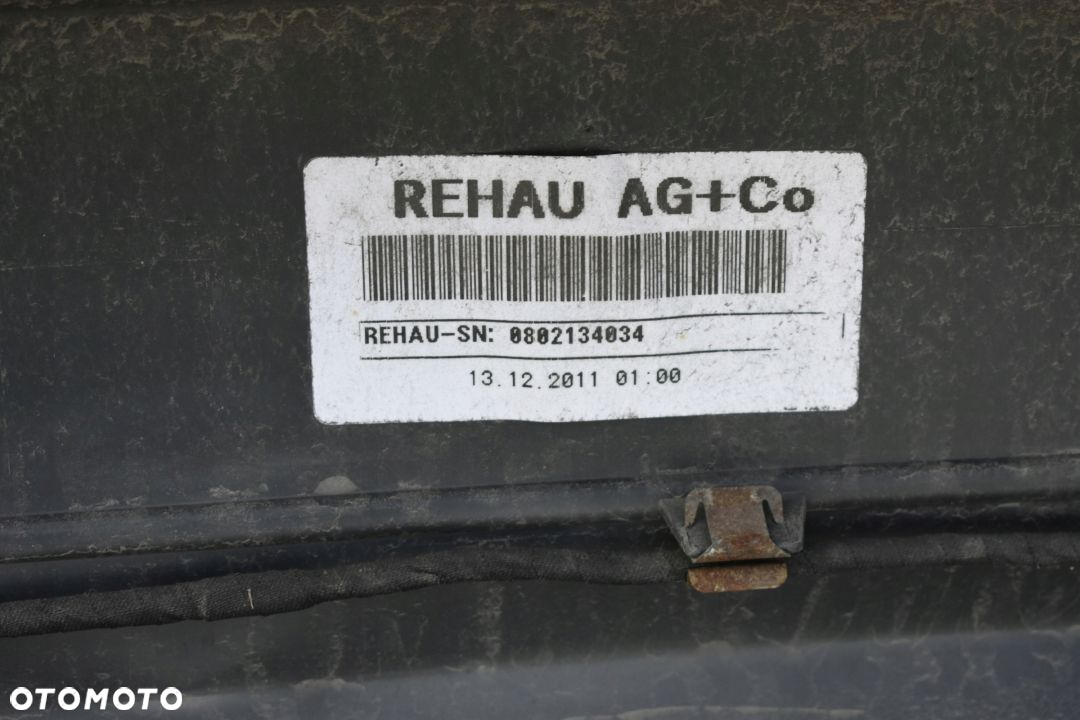 REHAU AG+Co
REHAU-SN: 0802134034
13.12.2011 01:00
OTOMOTO